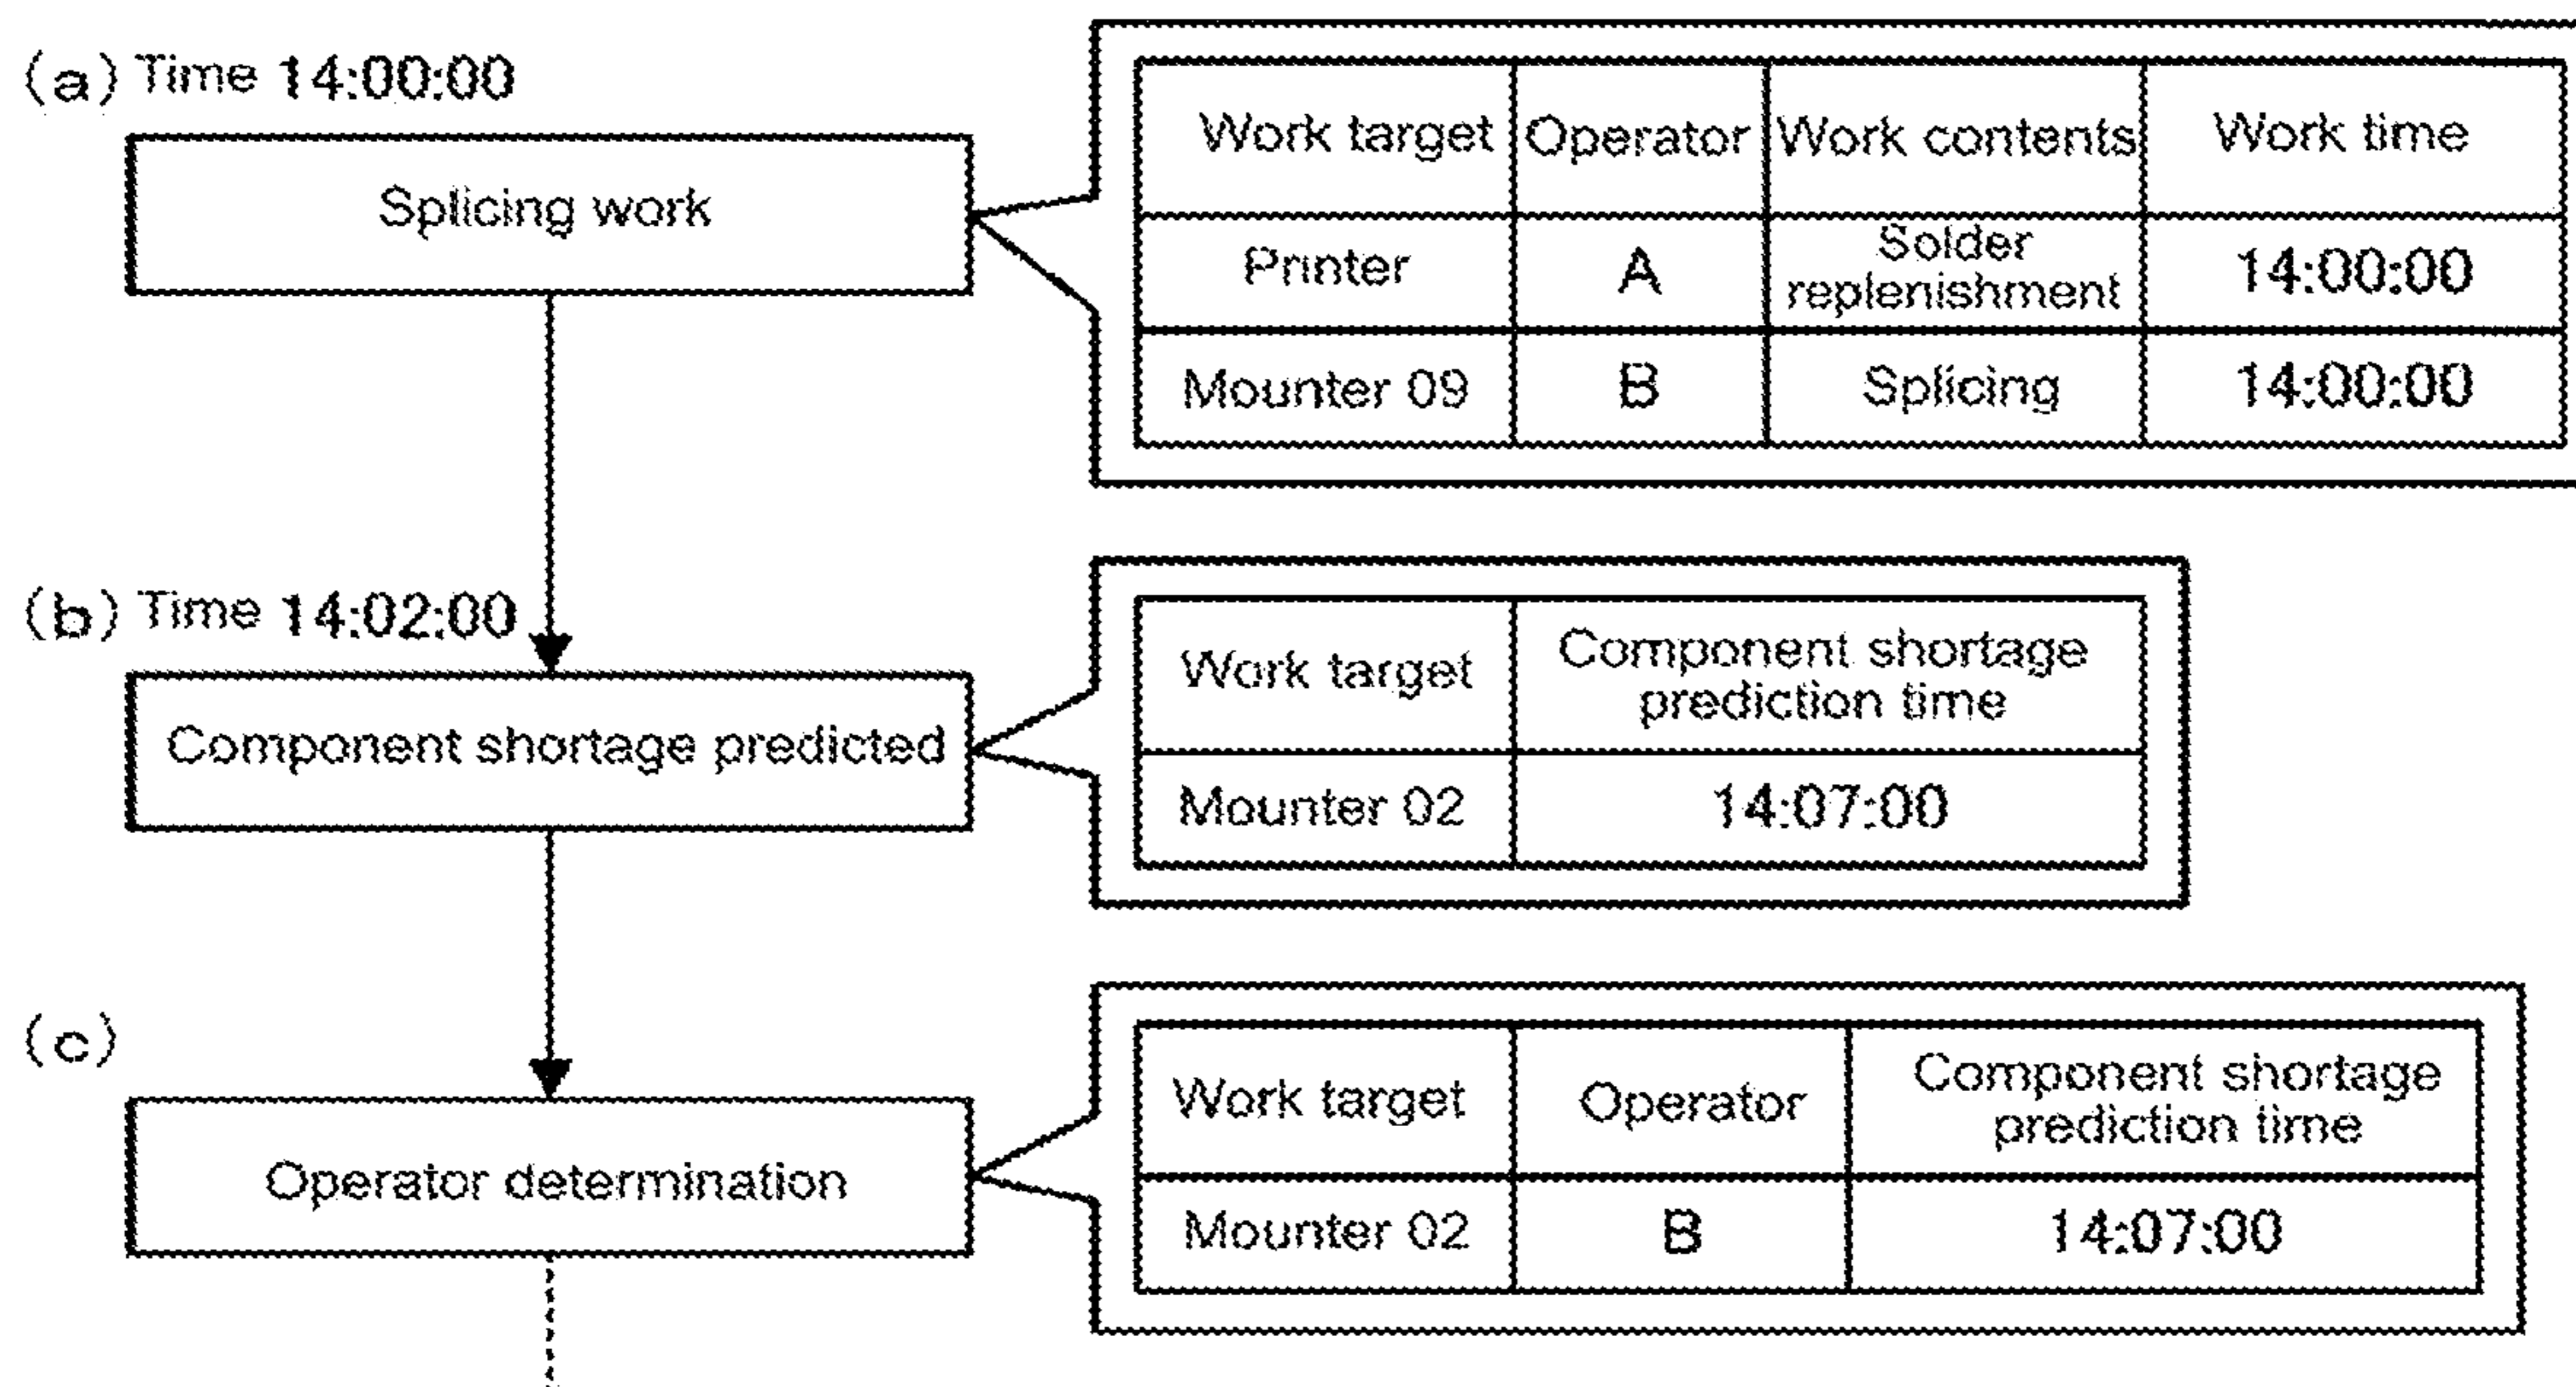 (a) Time 14:00:00
Splicing work
Work target Operator Work contents Work time
Printer A Solder replenishment 14:00:00
Mounter 09 B Splicing 14:00:00
(b) Time 14:02:00
Component shortage predicted
Work target Component shortage prediction time
Mounter 02 14:07:00
(c)
Operator determination
Work target Operator Component shortage prediction time
Mounter 02 B 14:07:00